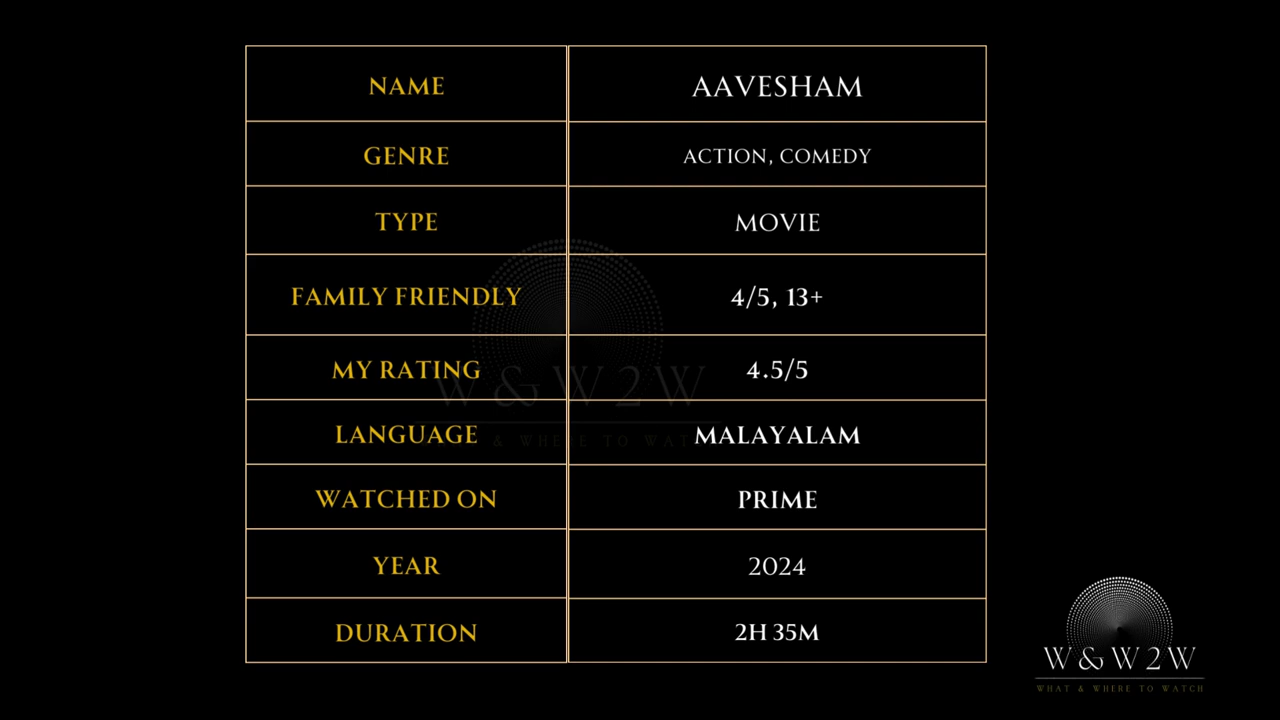 NAME AAVESHAM
GENRE ACTION, COMEDY
TYPE MOVIE
FAMILY FRIENDLY 4/5, 13+
MY RATING 4.5/5
LANGUAGE MALAYALAM
WATCHED ON PRIME
YEAR 2024
DURATION 2H 35M
W&W2W
WHAT & WHERE TO WATCH